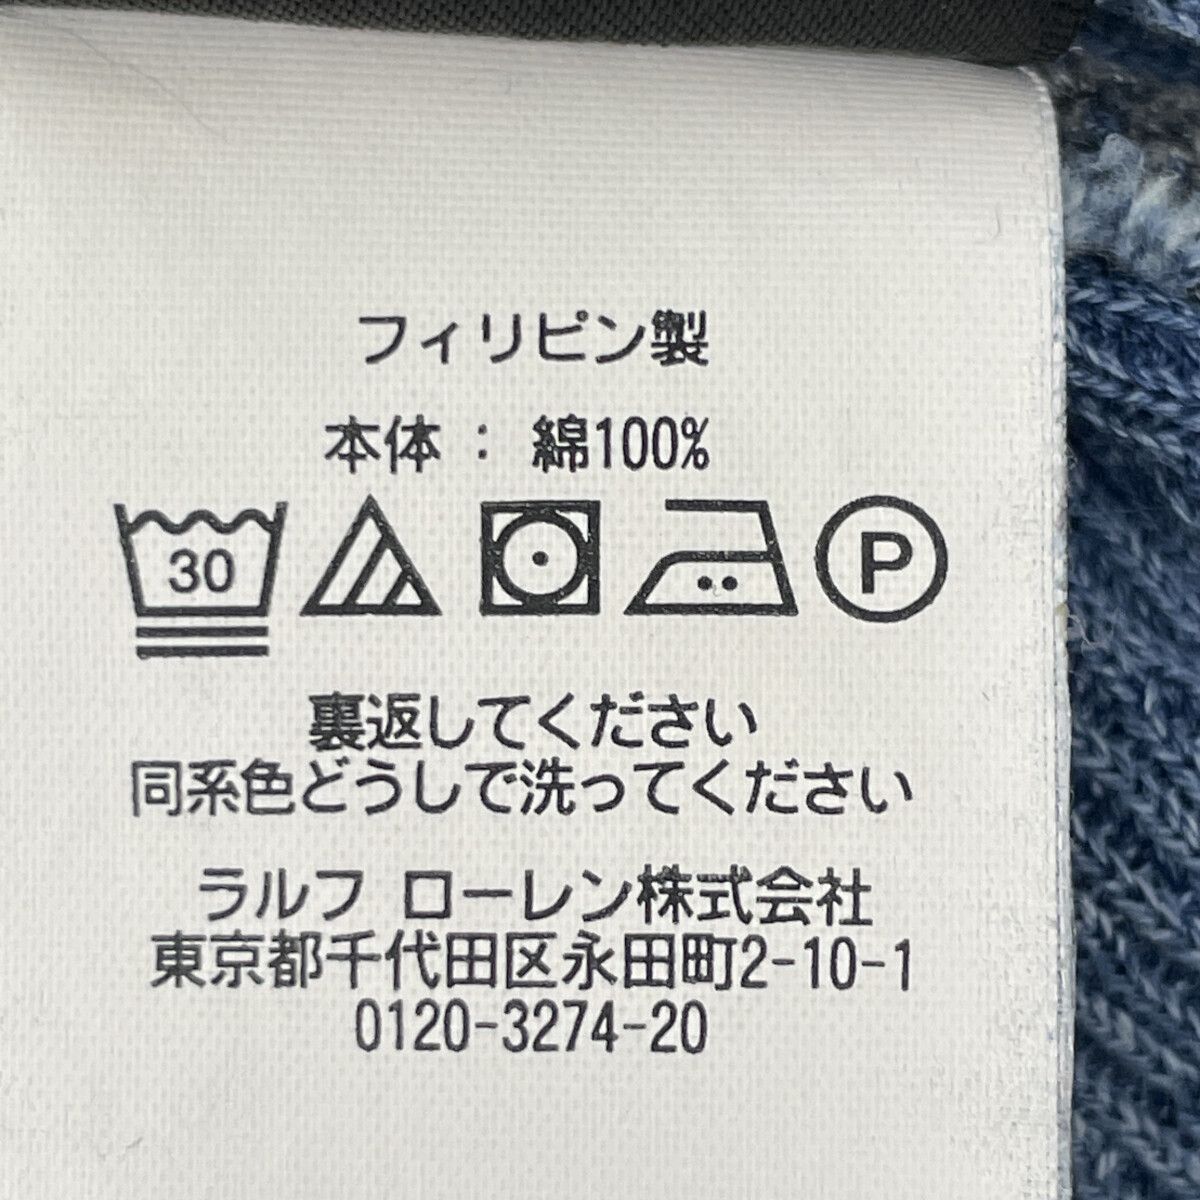 フィリピン製
本体： 綿100%
30 P
裏返してください
同系色どうしで洗ってください
ラルフ ローレン株式会社
東京都千代田区永田町2-10-1
0120-3274-20